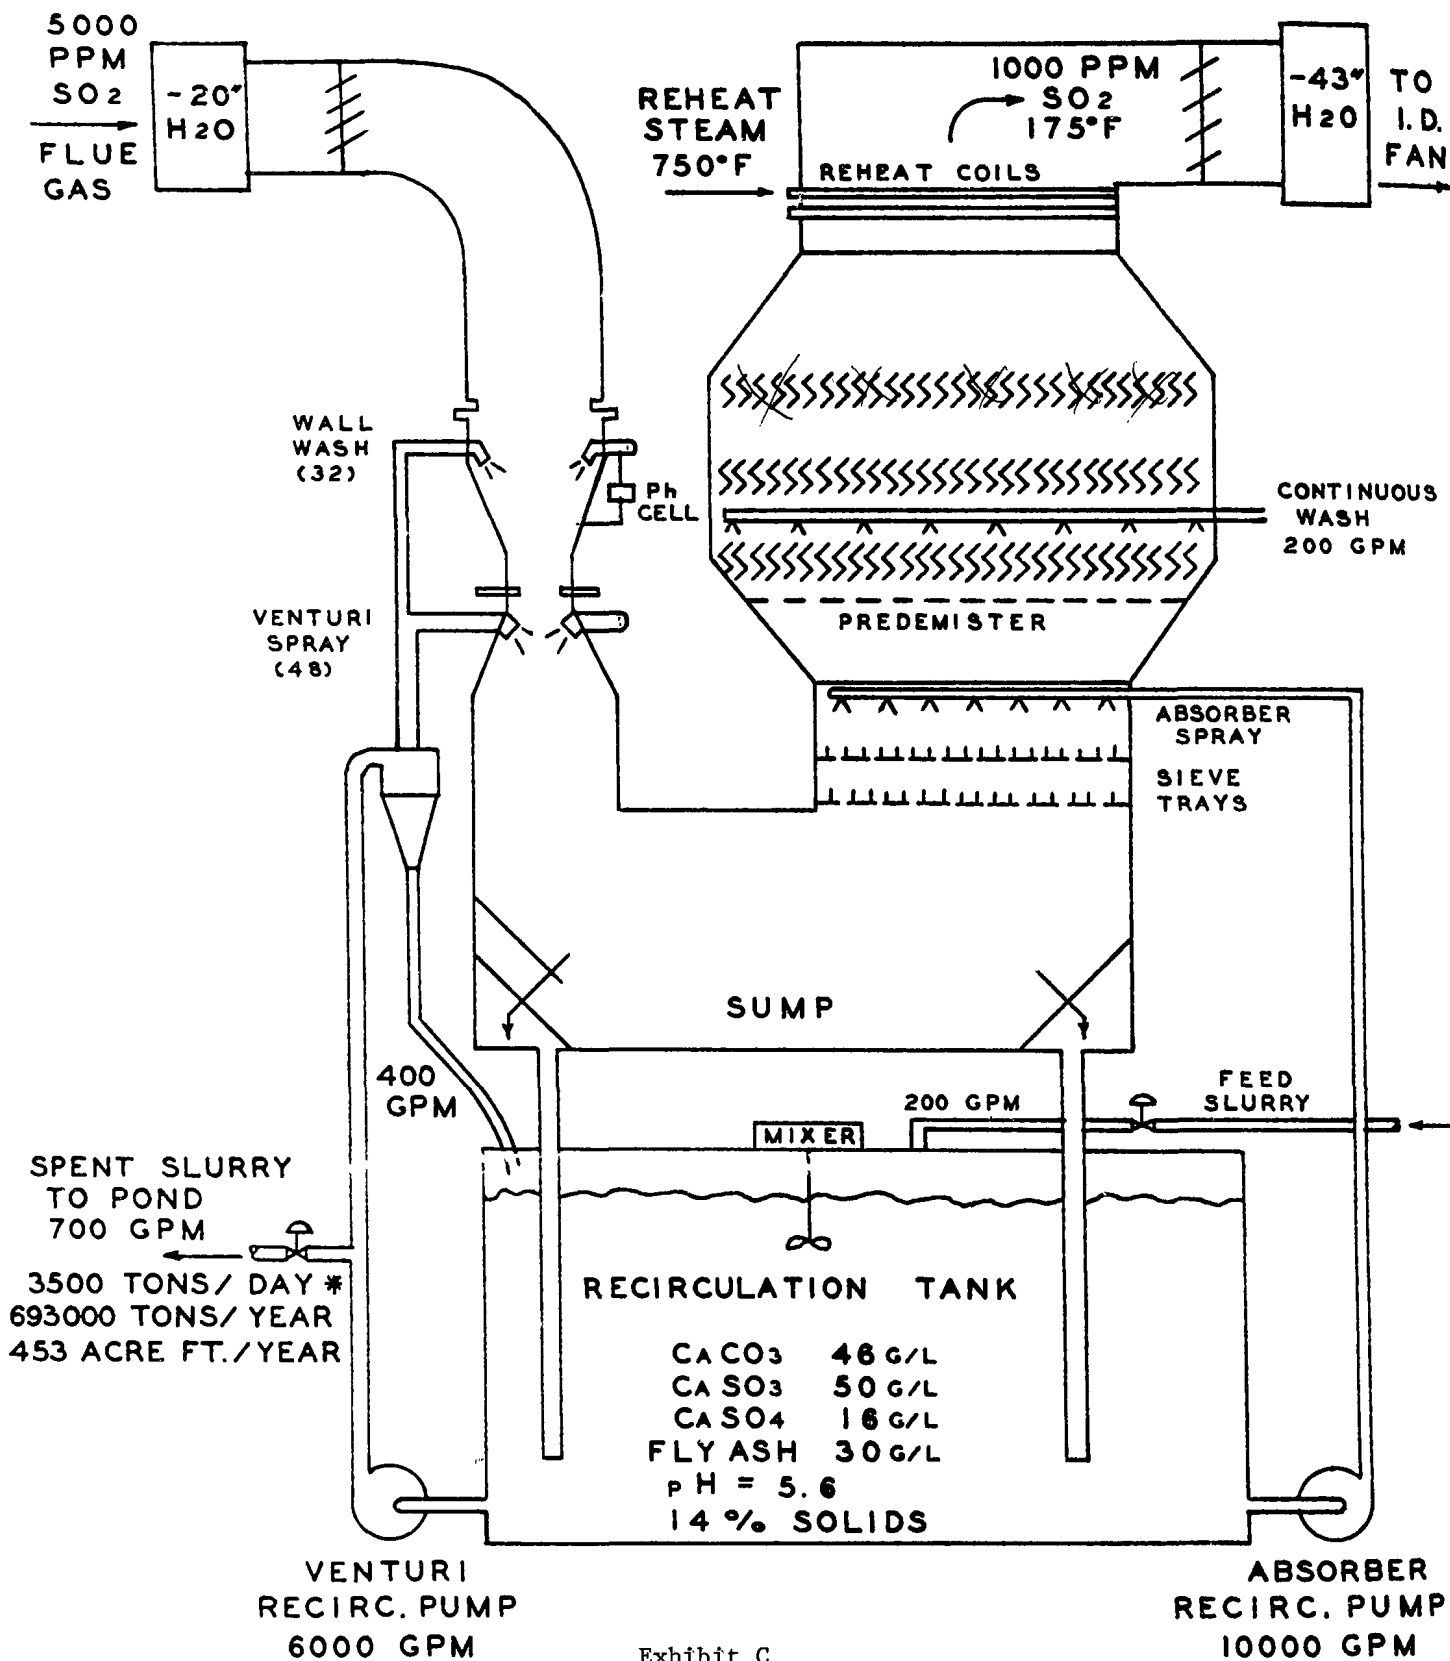 5000
PPM
SO2
FLUE
GAS
-20"
H2O
REHEAT
STEAM
750°F
1000 PPM
SO2
175°F
REHEAT COILS
-43"
H2O
TO
I.D.
FAN
WALL
WASH
(32)
Ph
CELL
CONTINUOUS
WASH
200 GPM
VENTURI
SPRAY
(48)
PREDEMISTER
ABSORBER
SPRAY
SIEVE
TRAYS
SUMP
400
GPM
200 GPM
FEED
SLURRY
MIXER
SPENT SLURRY
TO POND
700 GPM
3500 TONS/DAY *
693000 TONS/YEAR
453 ACRE FT./YEAR
RECIRCULATION TANK
CACO3 46 G/L
CASO3 50 G/L
CASO4 16 G/L
FLY ASH 30 G/L
pH = 5.6
14% SOLIDS
VENTURI
RECIRC. PUMP
6000 GPM
ABSORBER
RECIRC. PUMP
10000 GPM
Exhibit C